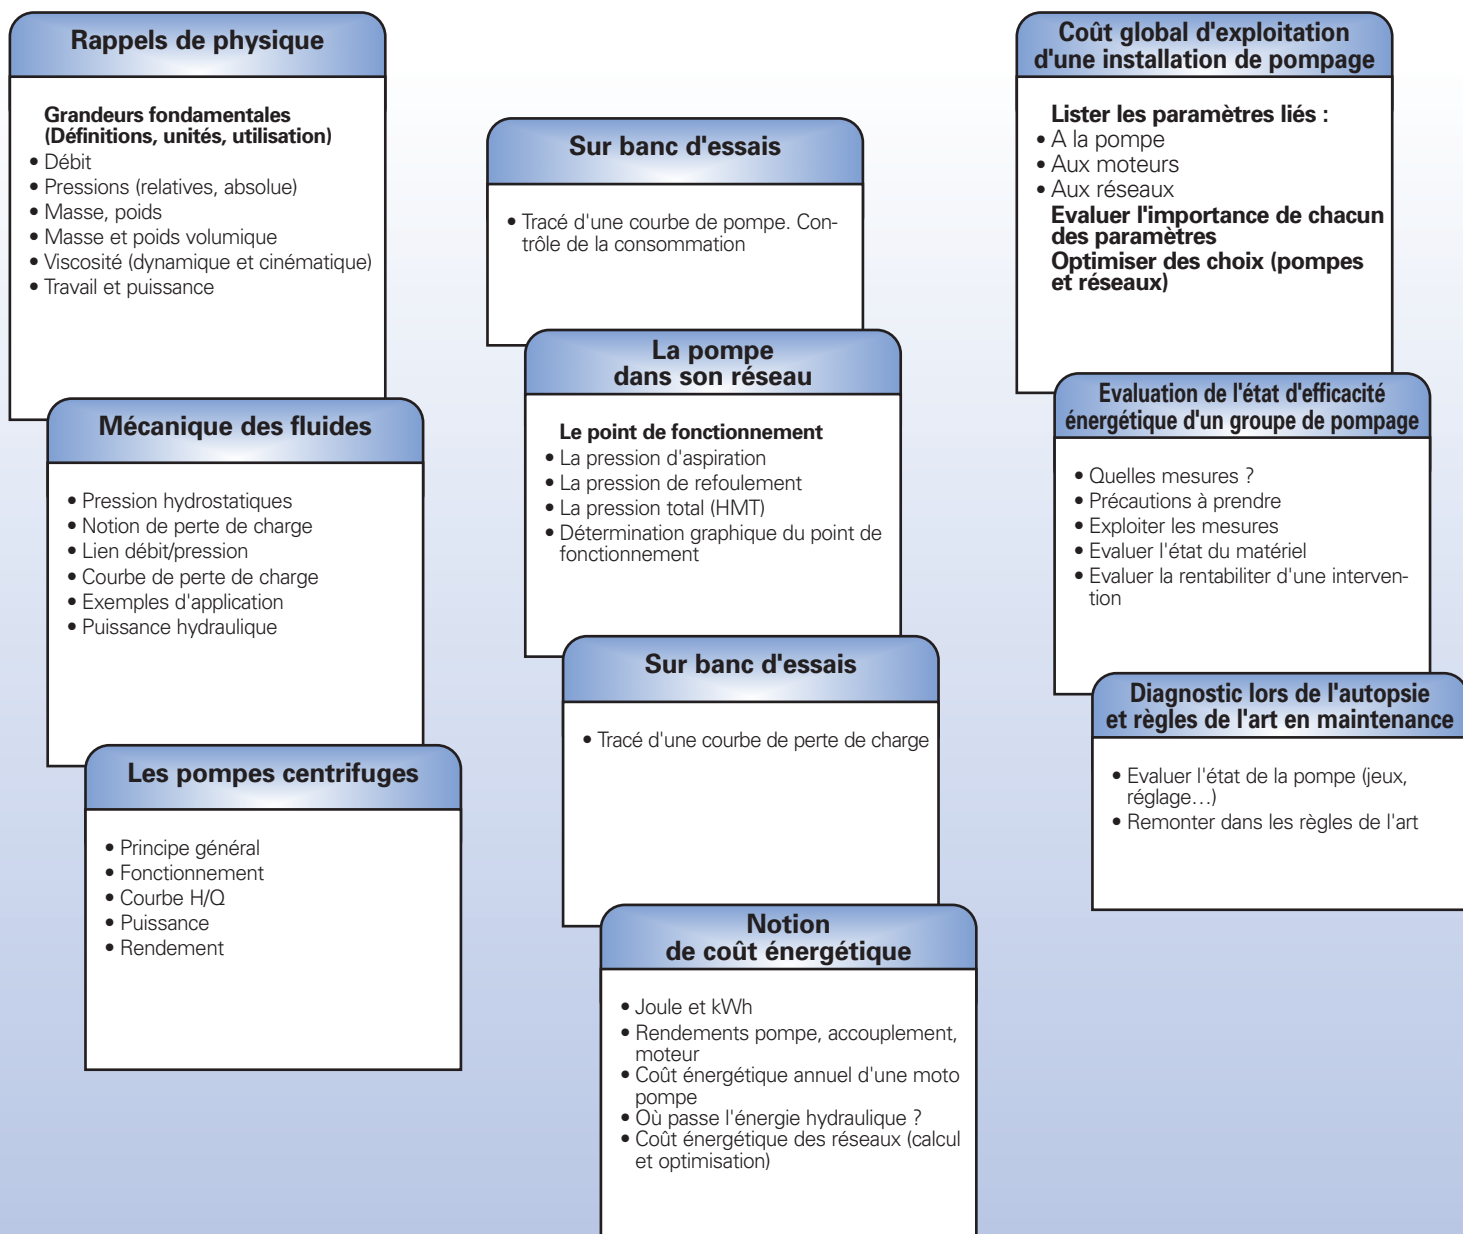 Rappels de physique
Grandeurs fondamentales
(Définitions, unités, utilisation)
• Débit
• Pressions (relatives, absolue)
• Masse, poids
• Masse et poids volumique
• Viscosité (dynamique et cinématique)
• Travail et puissance
Mécanique des fluides
• Pression hydrostatiques
• Notion de perte de charge
• Lien débit/pression
• Courbe de perte de charge
• Exemples d'application
• Puissance hydraulique
Les pompes centrifuges
• Principe général
• Fonctionnement
• Courbe H/Q
• Puissance
• Rendement
Sur banc d'essais
• Tracé d'une courbe de pompe. Con-
trôle de la consommation
La pompe
dans son réseau
Le point de fonctionnement
• La pression d'aspiration
• La pression de refoulement
• La pression total (HMT)
• Détermination graphique du point de
fonctionnement
Sur banc d'essais
• Tracé d'une courbe de perte de charge
Notion
de coût énergétique
• Joule et kWh
• Rendements pompe, accouplement,
moteur
• Coût énergétique annuel d'une moto
pompe
• Où passe l'énergie hydraulique ?
• Coût énergétique des réseaux (calcul
et optimisation)
Coût global d'exploitation
d'une installation de pompage
Lister les paramètres liés :
• A la pompe
• Aux moteurs
• Aux réseaux
Evaluer l'importance de chacun
des paramètres
Optimiser des choix (pompes
et réseaux)
Evaluation de l'état d'efficacité
énergétique d'un groupe de pompage
• Quelles mesures ?
• Précautions à prendre
• Exploiter les mesures
• Evaluer l'état du matériel
• Evaluer la rentabiliter d'une interven-
tion
Diagnostic lors de l'autopsie
et règles de l'art en maintenance
• Evaluer l'état de la pompe (jeux,
réglage…)
• Remonter dans les règles de l'art